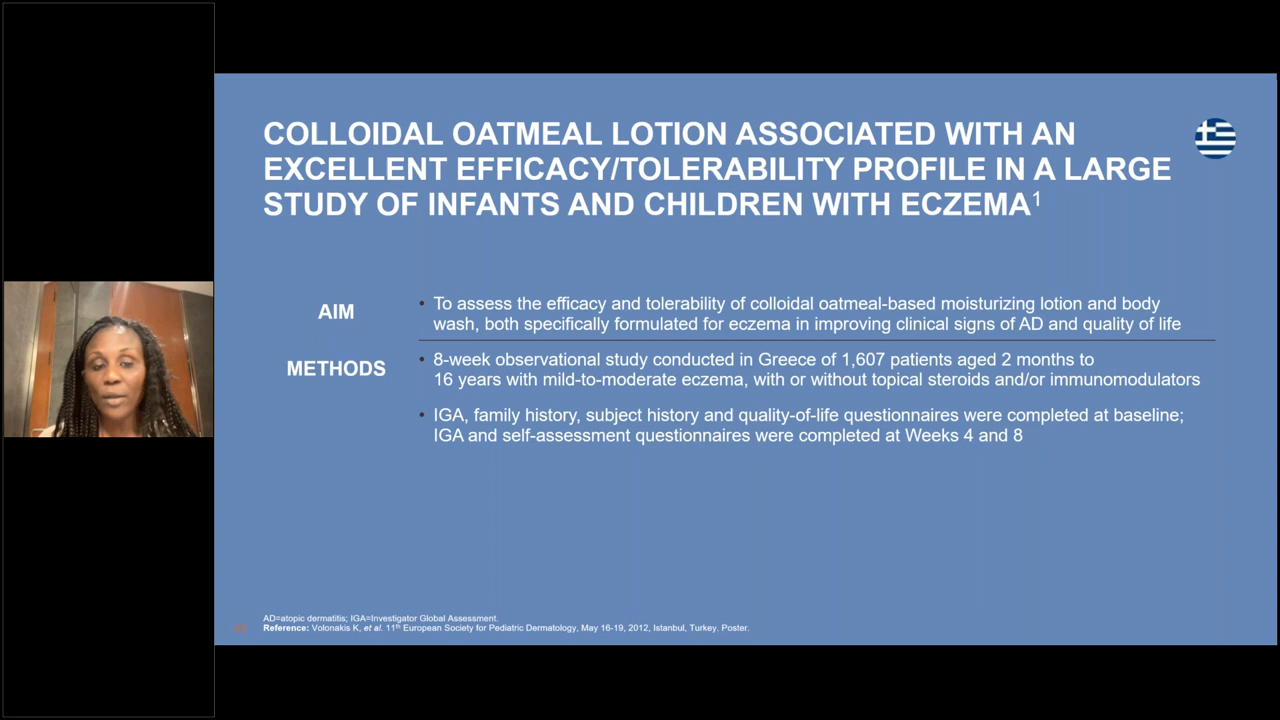 COLLOIDAL OATMEAL LOTION ASSOCIATED WITH AN
EXCELLENT EFFICACY/TOLERABILITY PROFILE IN A LARGE
STUDY OF INFANTS AND CHILDREN WITH ECZEMA¹
AIM
• To assess the efficacy and tolerability of colloidal oatmeal-based moisturizing lotion and body
wash, both specifically formulated for eczema in improving clinical signs of AD and quality of life
METHODS
• 8-week observational study conducted in Greece of 1,607 patients aged 2 months to
16 years with mild-to-moderate eczema, with or without topical steroids and/or immunomodulators
• IGA, family history, subject history and quality-of-life questionnaires were completed at baseline;
IGA and self-assessment questionnaires were completed at Weeks 4 and 8
AD=atopic dermatitis; IGA=Investigator Global Assessment.
Reference: Volonakis K, et al. 11th European Society for Pediatric Dermatology, May 16-19, 2012, Istanbul, Turkey. Poster.